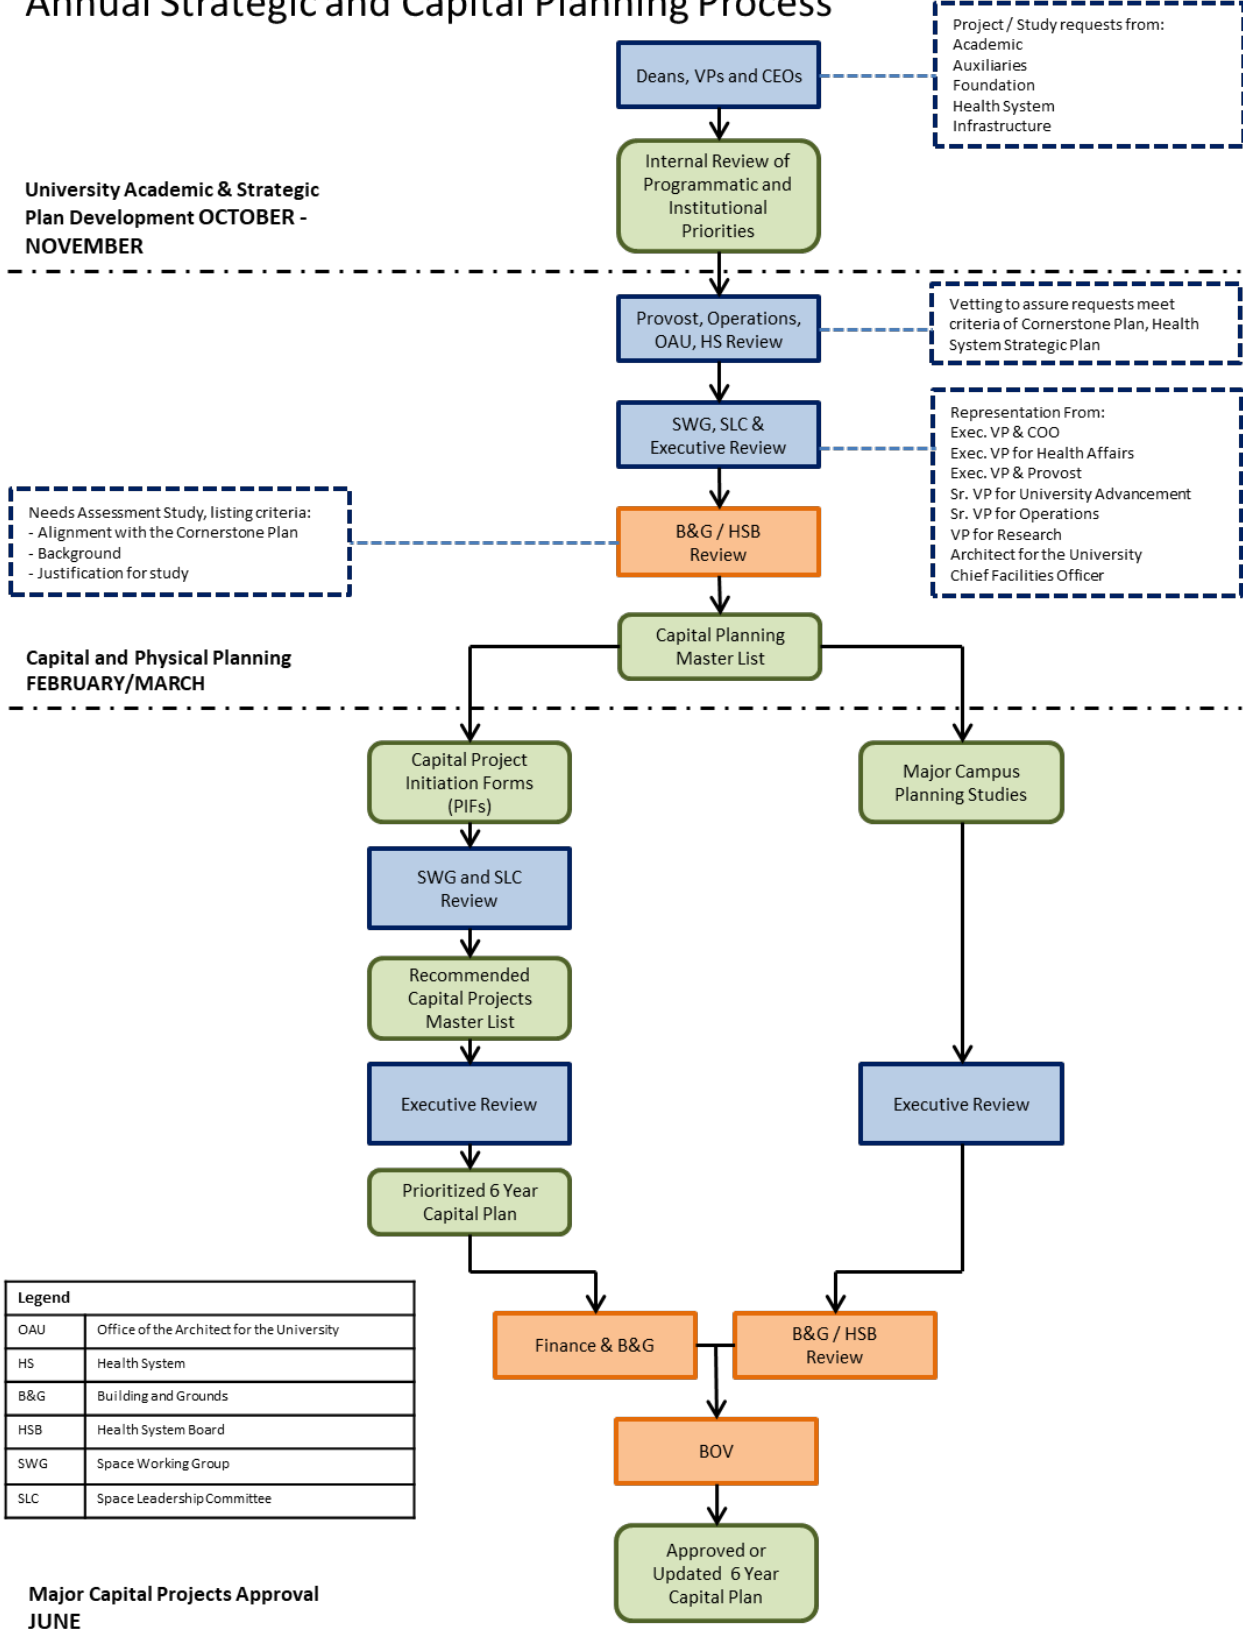 Annual Strategic and Capital Planning Process
Project / Study requests from:
Academic
Auxiliaries
Foundation
Health System
Infrastructure
Deans, VPs and CEOs
Internal Review of
Programmatic and
Institutional
Priorities
University Academic & Strategic
Plan Development OCTOBER -
NOVEMBER
Provost, Operations,
OAU, HS Review
Vetting to assure requests meet
criteria of Cornerstone Plan, Health
System Strategic Plan
SWG, SLC &
Executive Review
Representation From:
Exec. VP & COO
Exec. VP for Health Affairs
Exec. VP & Provost
Sr. VP for University Advancement
Sr. VP for Operations
VP for Research
Architect for the University
Chief Facilities Officer
Needs Assessment Study, listing criteria:
- Alignment with the Cornerstone Plan
- Background
- Justification for study
B&G / HSB
Review
Capital Planning
Master List
Capital and Physical Planning
FEBRUARY/MARCH
Capital Project
Initiation Forms
(PIFs)
Major Campus
Planning Studies
SWG and SLC
Review
Recommended
Capital Projects
Master List
Executive Review
Executive Review
Prioritized 6 Year
Capital Plan
Finance & B&G
B&G / HSB
Review
Legend
OAU Office of the Architect for the University
HS Health System
B&G Building and Grounds
HSB Health System Board
SWG Space Working Group
SLC Space Leadership Committee
BOV
Approved or
Updated 6 Year
Capital Plan
Major Capital Projects Approval
JUNE